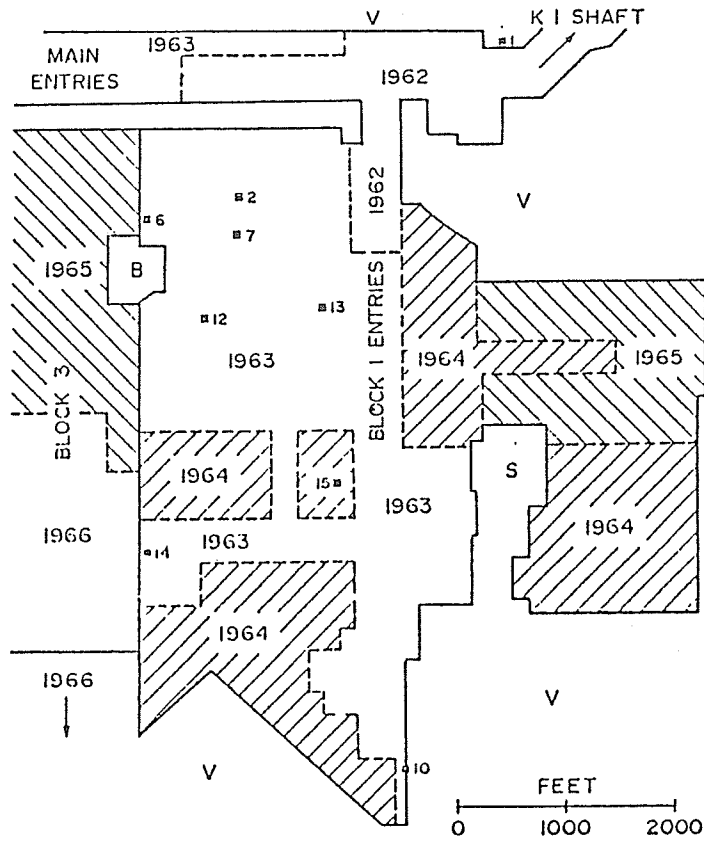 V
K I SHAFT
1963
1
MAIN
ENTRIES
1962
2
1962
V
6
7
1965
B
13
12
1964
1965
1963
BLOCK 1 ENTRIES
BLOCK 3
1964
15
S
1963
1964
1966
14
1963
1964
1966
V
V
10
FEET
0 1000 2000